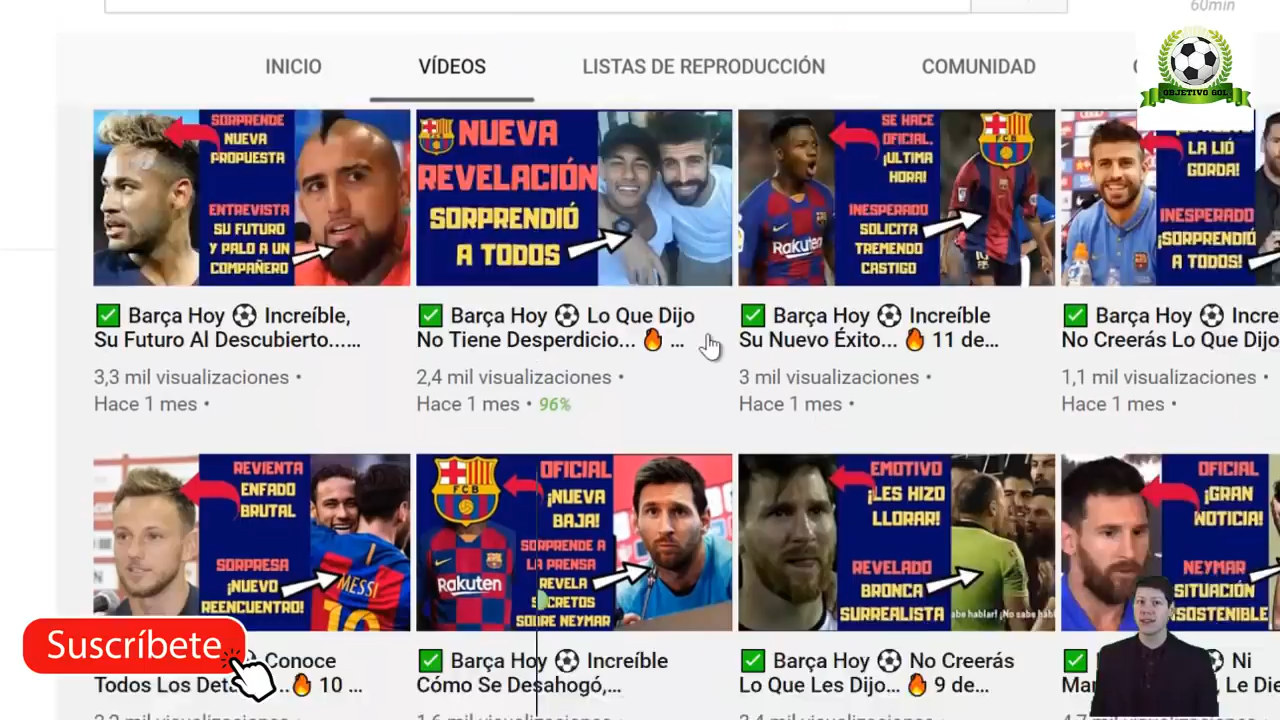 60min
INICIO
VÍDEOS
LISTAS DE REPRODUCCIÓN
COMUNIDAD
OBJETIVO GOL
SORPRENDE
NUEVA
PROPUESTA
ENTREVISTA
SU FUTURO
Y PALO A UN
COMPAÑERO
NUEVA
REVELACIÓN
SORPRENDIÓ
A TODOS
SE HACE
OFICIAL,
¡ULTIMA
HORA!
INESPERADO
SOLICITA
TREMENDO
CASTIGO
FCB
Rakuten
LA LIÓ
GORDA!
INESPERADO
¡SORPRENDIÓ
A TODOS!
Barça Hoy Increíble,
Su Futuro Al Descubierto...…
3,3 mil visualizaciones •
Hace 1 mes •
Barça Hoy Lo Que Dijo
No Tiene Desperdicio... ...
2,4 mil visualizaciones •
Hace 1 mes • 96%
Barça Hoy Increíble
Su Nuevo Éxito... 11 de...
3 mil visualizaciones •
Hace 1 mes •
Barça Hoy Incre
No Creerás Lo Que Dijo
1,1 mil visualizaciones •
Hace 1 mes •
REVIENTA
ENFADO
BRUTAL
SORPRESA
¡NUEVO
REENCUENTRO!
MESSI
10
FCB
Rakuten
OFICIAL
¡NUEVA
BAJA!
SORPRENDE A
LA PRENSA
REVELA
SECRETOS
SOBRE NEYMAR
EMOTIVO
¡LES HIZO
LLORAR!
REVELADO
BRONCA
SURREALISTA
OFICIAL
¡GRAN
NOTICIA!
NEYMAR
SITUACIÓN
Suscríbete
Conoce
Todos Los ... 10 ...
Barça Hoy Increíble
Cómo Se Desahogó,...
Barça Hoy No Creerás
Lo Que Les Dijo... 9 de...
Ni
Le Die